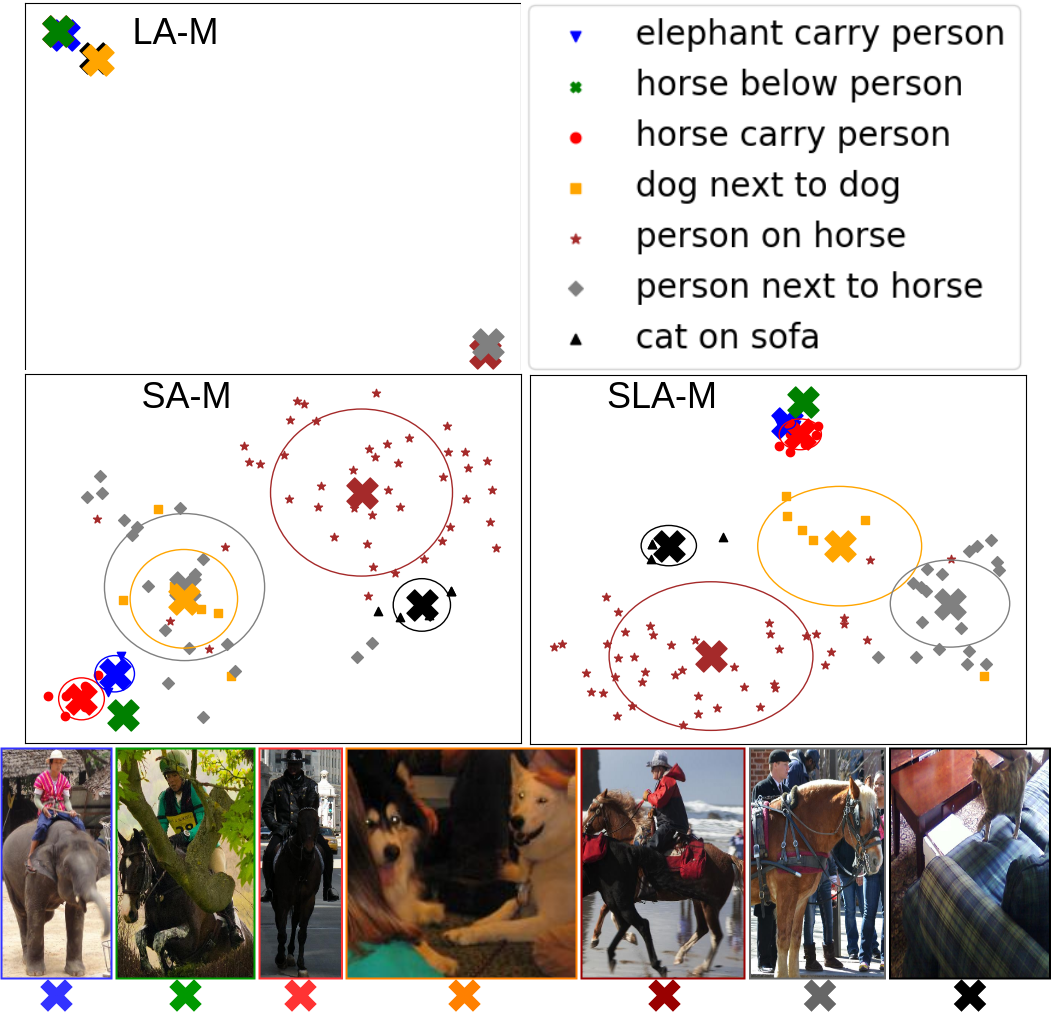 LA-M
elephant carry person
horse below person
horse carry person
dog next to dog
person on horse
person next to horse
cat on sofa
SA-M
SLA-M